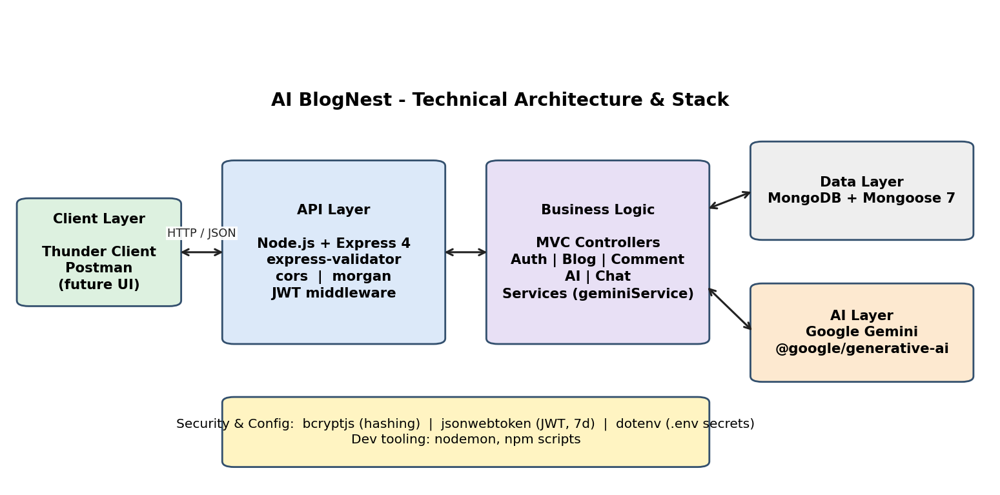 AI BlogNest - Technical Architecture & Stack
Client Layer
Thunder Client
Postman
(future UI)
HTTP / JSON
API Layer
Node.js + Express 4
express-validator
cors  |  morgan
JWT middleware
Business Logic
MVC Controllers
Auth | Blog | Comment
AI | Chat
Services (geminiService)
Data Layer
MongoDB + Mongoose 7
AI Layer
Google Gemini
@google/generative-ai
Security & Config:  bcryptjs (hashing)  |  jsonwebtoken (JWT, 7d)  |  dotenv (.env secrets)
Dev tooling: nodemon, npm scripts